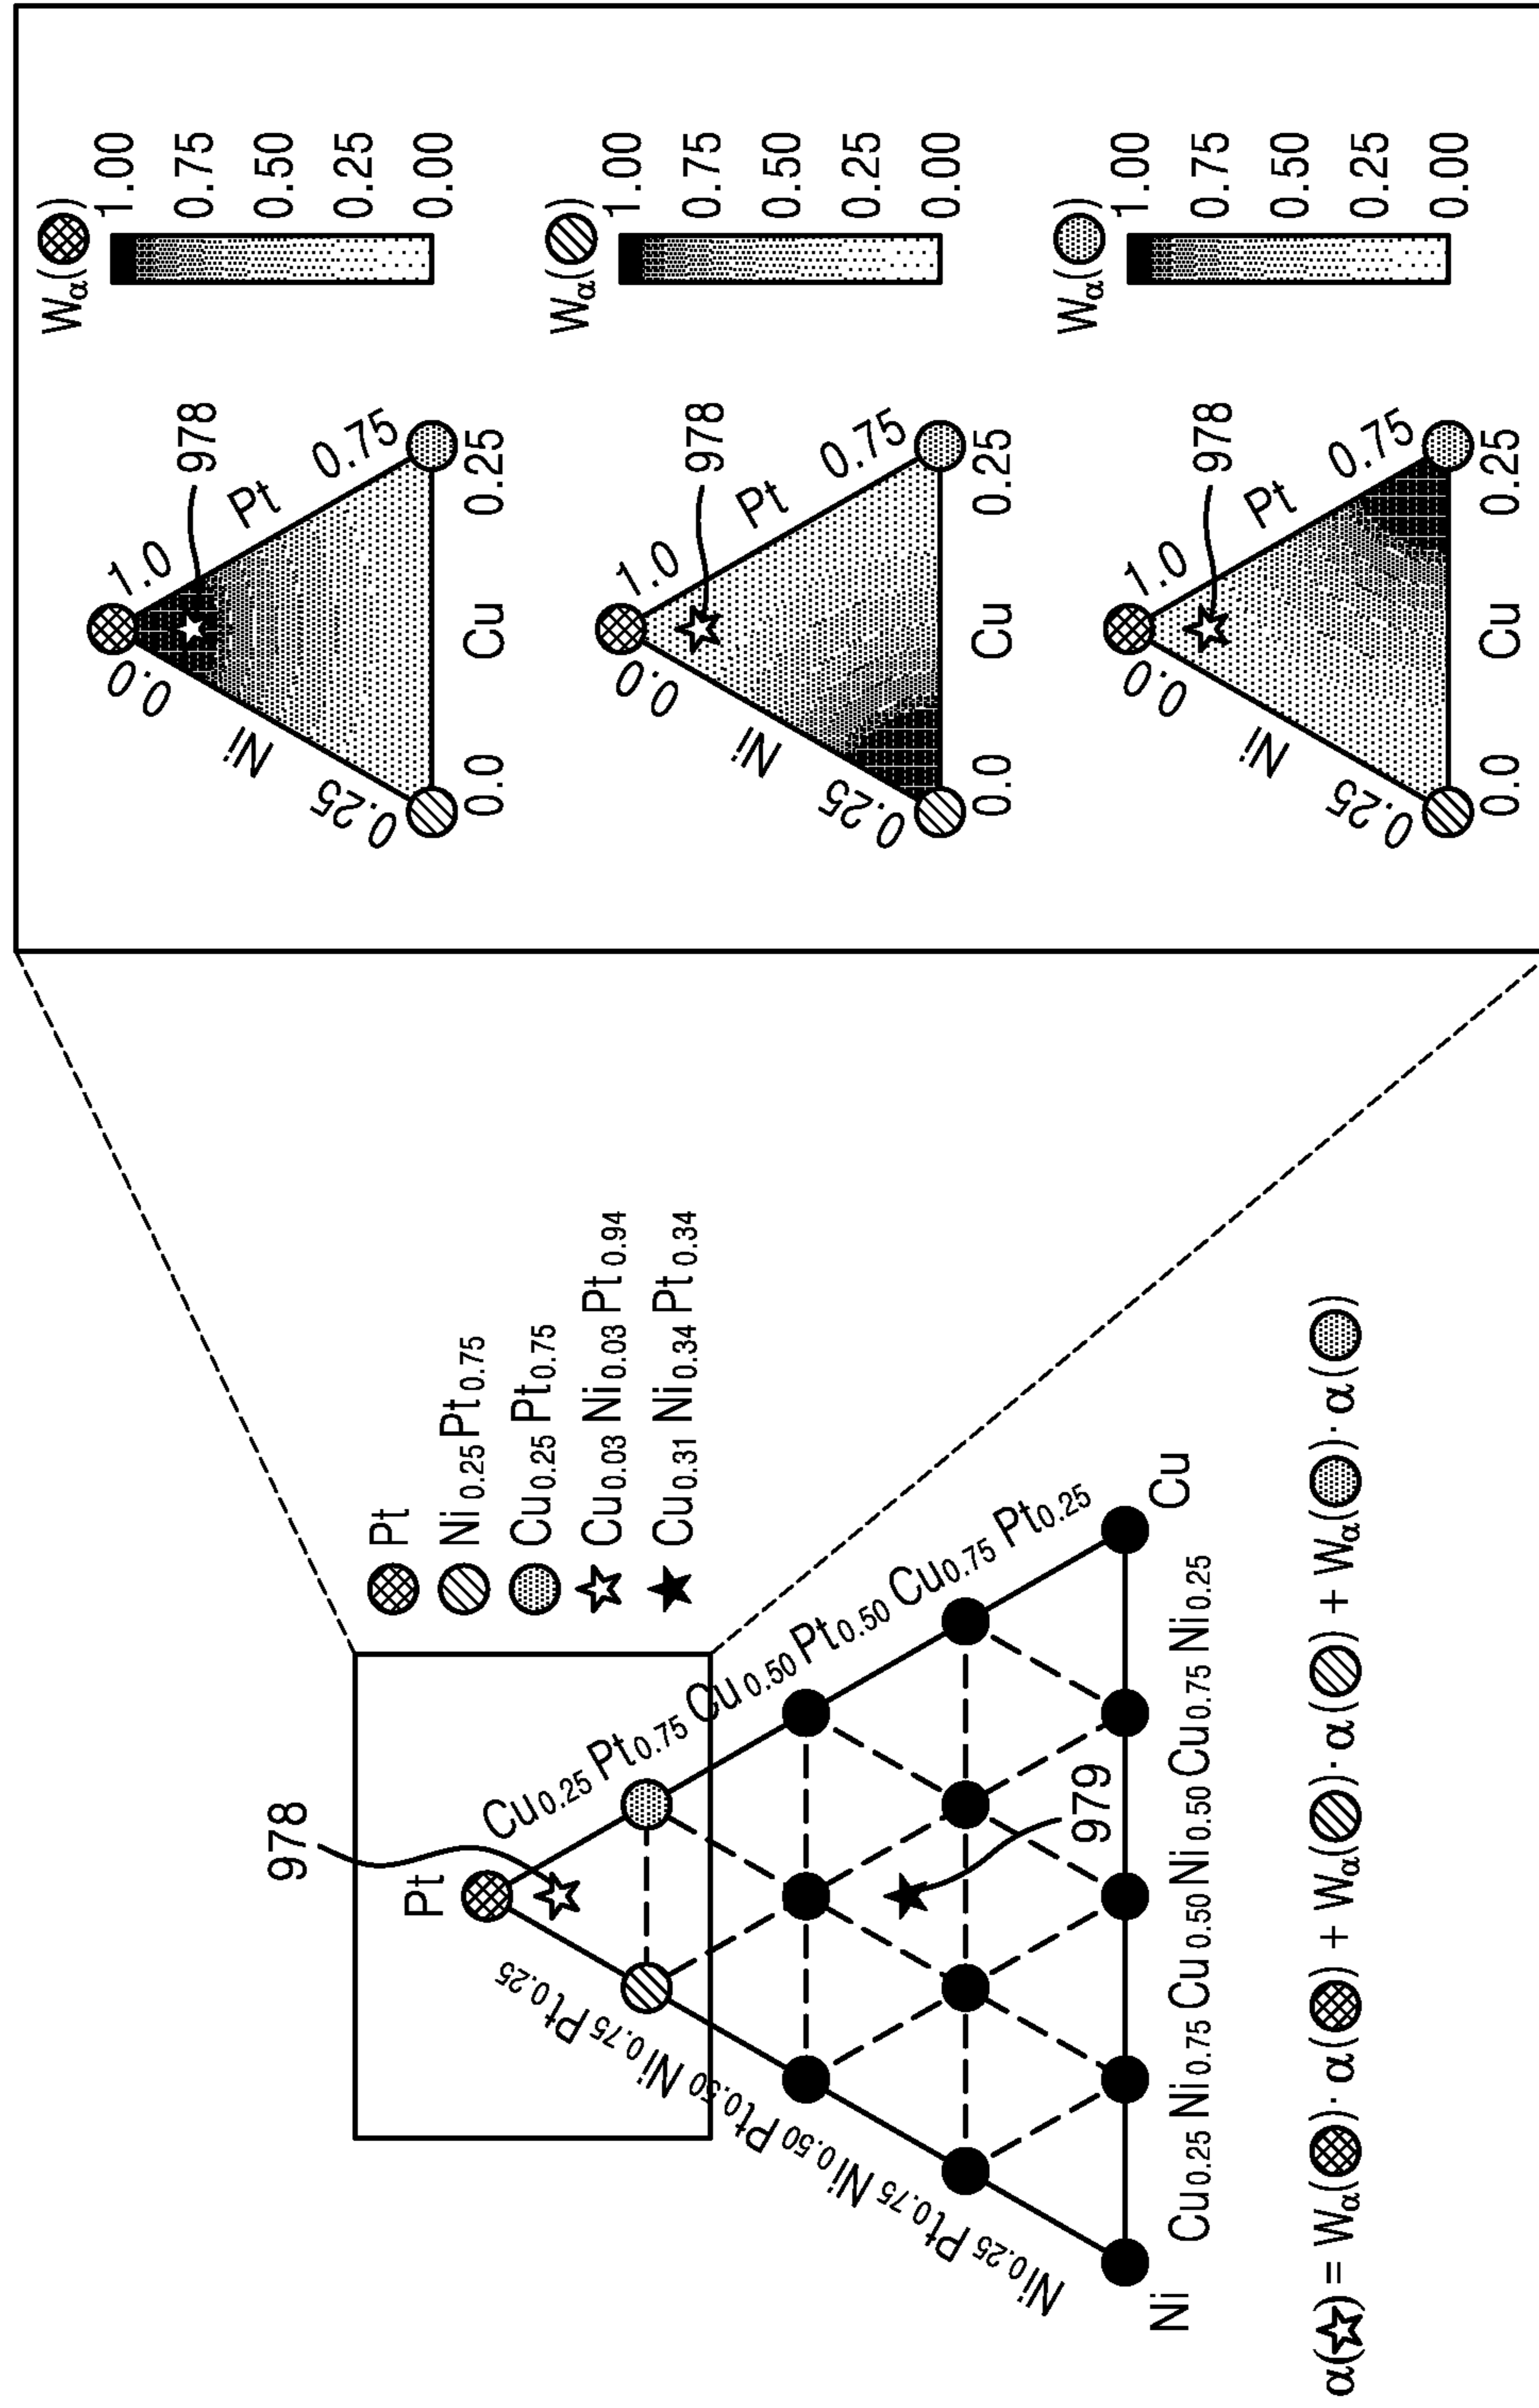 978
Pt
Cu0.25 Pt0.75
Cu0.50 Pt0.50
Cu0.75 Pt0.25
Ni0.75 Pt0.25
Ni0.50 Pt0.50
Ni0.25 Pt0.75
979
Ni
Cu
Cu0.25 Ni0.75
Cu0.50 Ni0.50
Cu0.75 Ni0.25
Pt
Ni0.25 Pt0.75
Cu0.25 Pt0.75
Cu0.03 Ni0.03 Pt0.94
Cu0.31 Ni0.34 Pt0.34
α(☆) = Wα( )· α( ) + Wα( )· α( ) + Wα( )· α( )
Wα( )
1.00
0.75
0.50
0.25
0.00
978
0.0
1.0
Ni
Pt
0.25
0.75
0.0
Cu
0.25
Wα( )
1.00
0.75
0.50
0.25
0.00
978
0.0
1.0
Ni
Pt
0.25
0.75
0.0
Cu
0.25
Wα( )
1.00
0.75
0.50
0.25
0.00
978
0.0
1.0
Ni
Pt
0.25
0.75
0.0
Cu
0.25